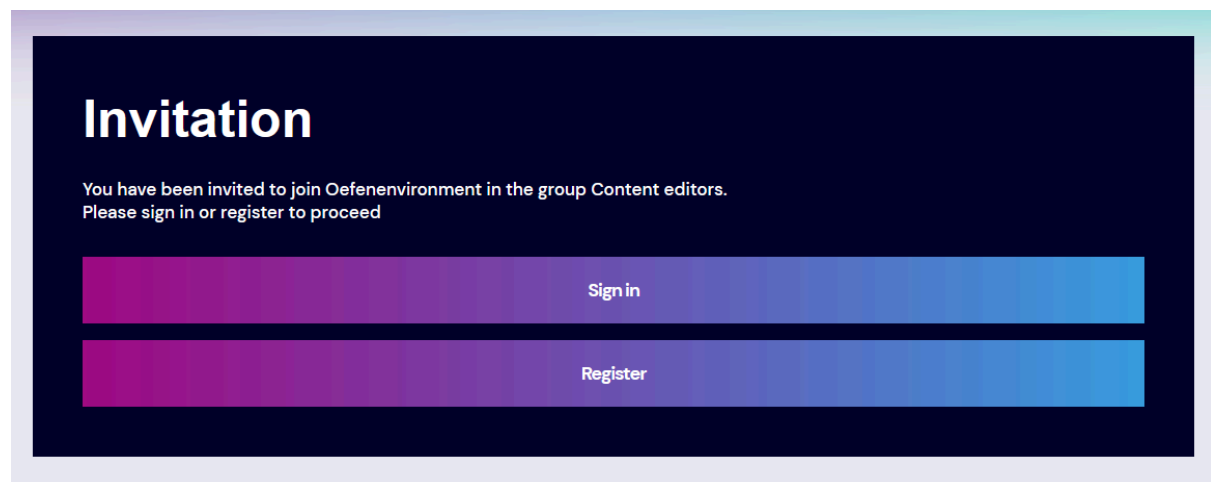 Invitation
You have been invited to join Oefenenvironment in the group Content editors.
Please sign in or register to proceed
Sign in
Register